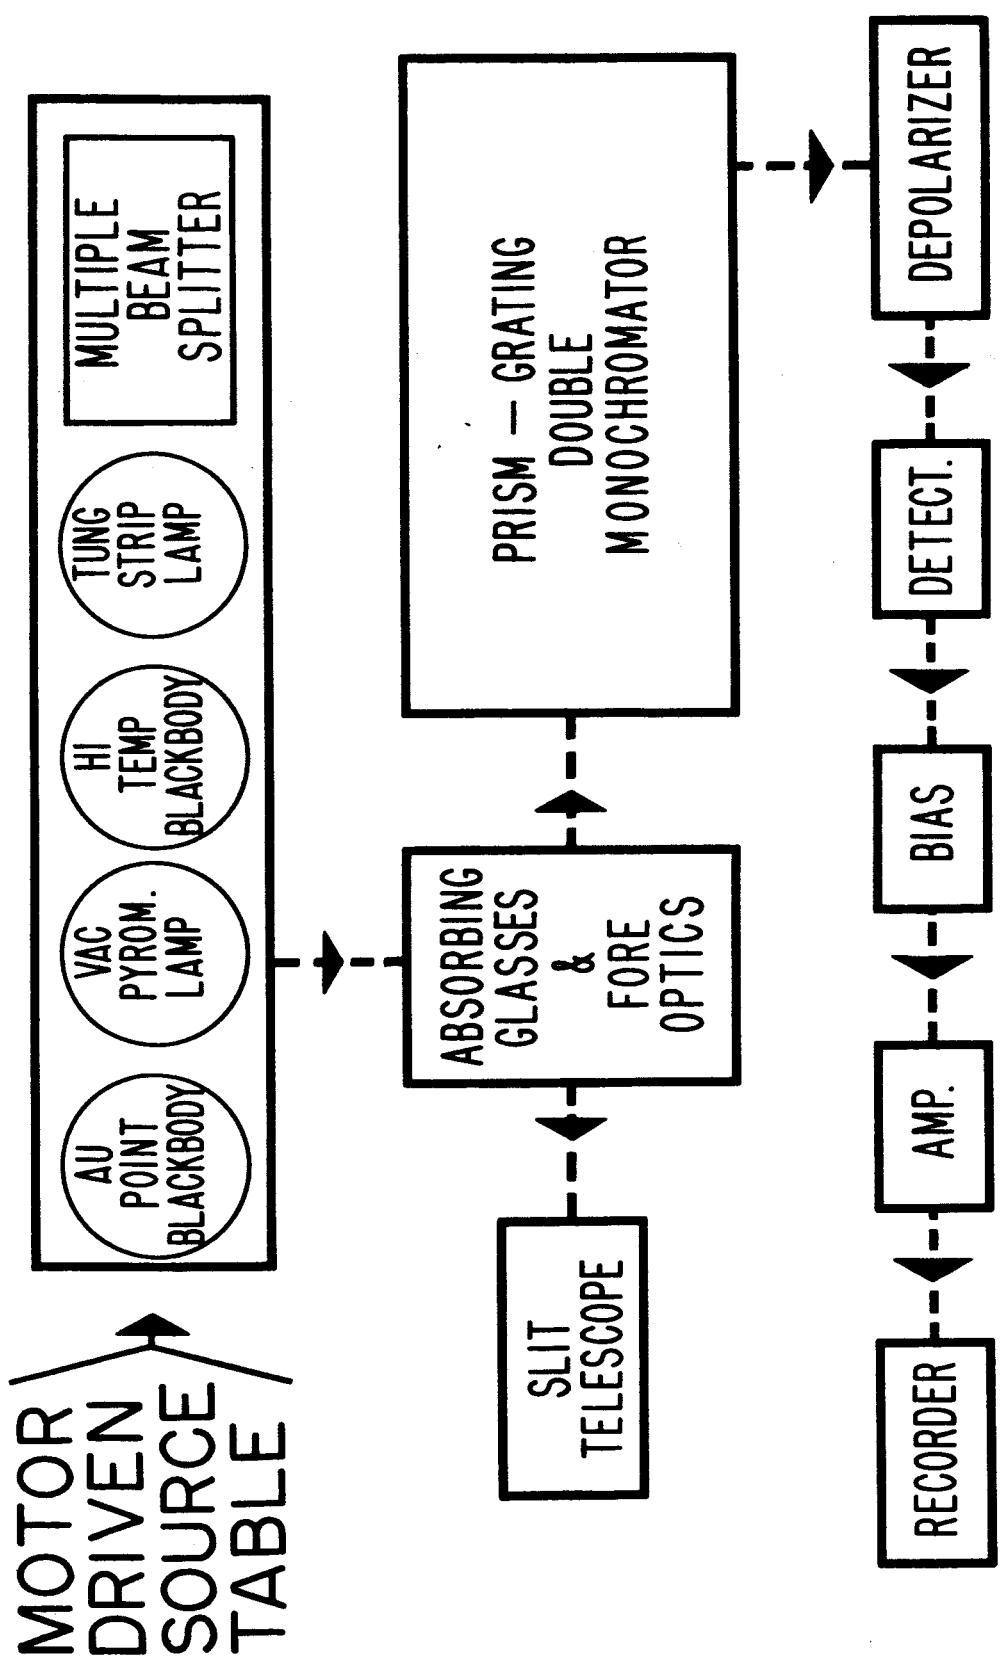 MOTOR
DRIVEN
SOURCE
TABLE
AU
POINT
BLACKBODY
VAC
PYROM.
LAMP
HI
TEMP
BLACKBODY
TUNG
STRIP
LAMP
MULTIPLE
BEAM
SPLITTER
SLIT
TELESCOPE
ABSORBING
GLASSES
&
FORE
OPTICS
PRISM – GRATING
DOUBLE
MONOCHROMATOR
RECORDER
AMP.
BIAS
DETECT.
DEPOLARIZER